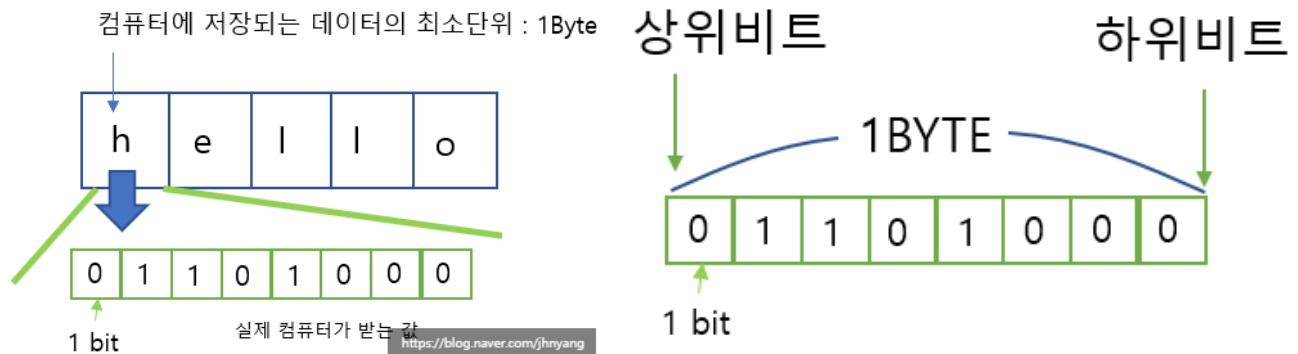 컴퓨터에 저장되는 데이터의 최소단위 : 1Byte
h e l l o
0 1 1 0 1 0 0 0
1 bit
실제 컴퓨터가 받는 값
https://blog.naver.com/jhnyang
상위비트
하위비트
1BYTE
0 1 1 0 1 0 0 0
1 bit